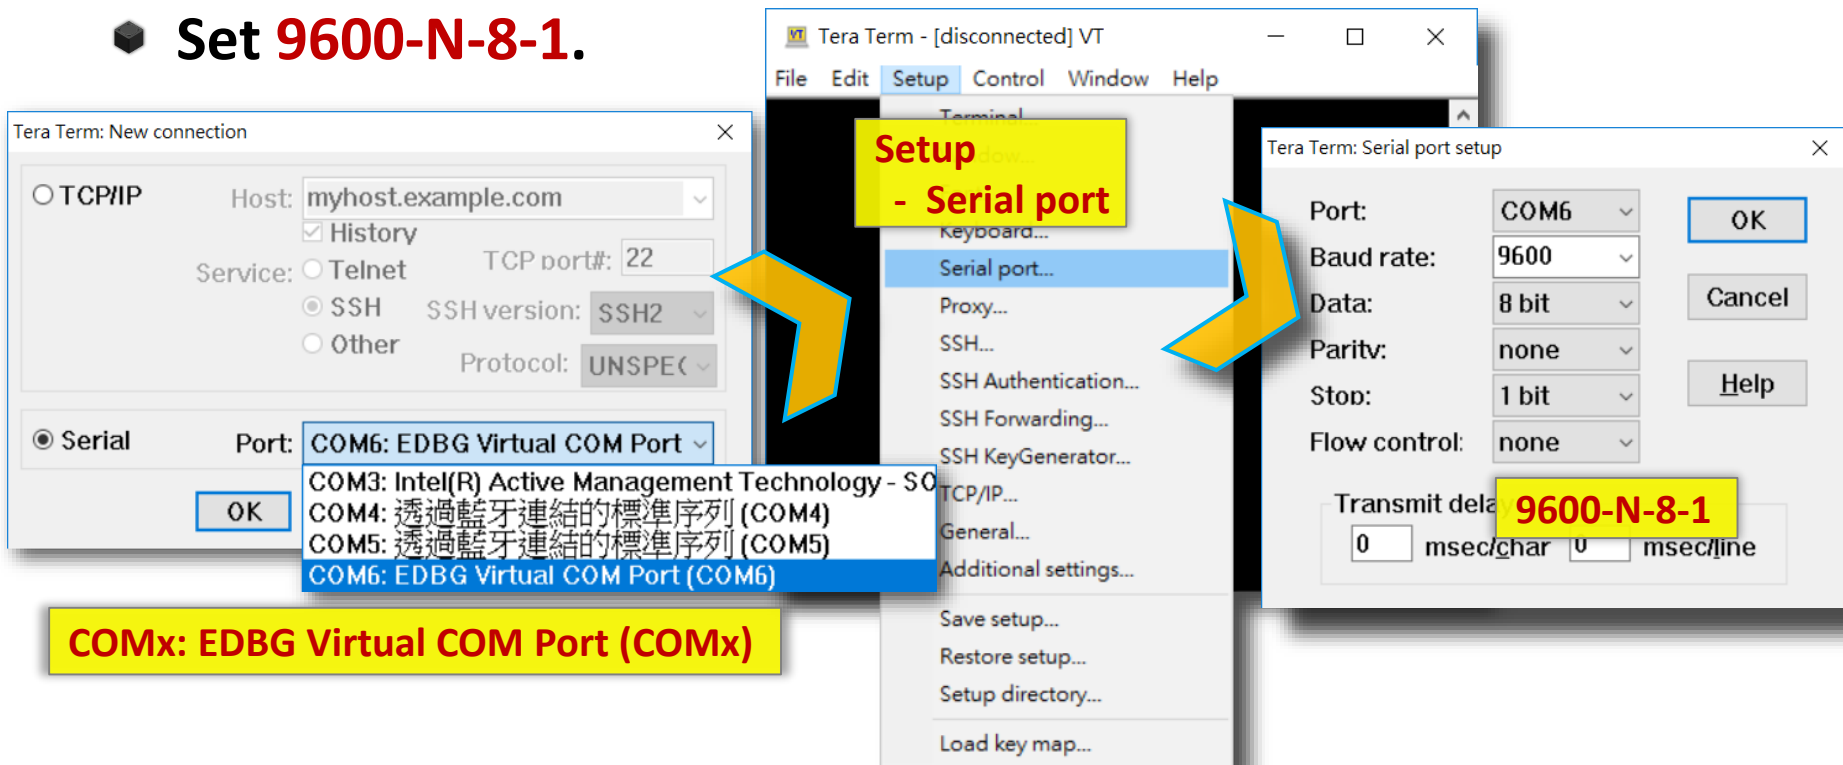 Set 9600-N-8-1.
Tera Term: New connection
TCP/IP
Host: myhost.example.com
History
Service: Telnet
TCP port#: 22
SSH
SSH version: SSH2
Other
Protocol: UNSPEC
Serial
Port: COM6: EDBG Virtual COM Port
COM3: Intel(R) Active Management Technology - SO
COM4: 透過藍牙連結的標準序列 (COM4)
COM5: 透過藍牙連結的標準序列 (COM5)
COM6: EDBG Virtual COM Port (COM6)
OK
COMx: EDBG Virtual COM Port (COMx)
VT Tera Term - [disconnected] VT
File Edit Setup Control Window Help
Terminal...
Setup
- Serial port
Keyboard...
Serial port...
Proxy...
SSH...
SSH Authentication...
SSH Forwarding...
SSH KeyGenerator...
TCP/IP...
General...
Additional settings...
Save setup...
Restore setup...
Setup directory...
Load key map...
Tera Term: Serial port setup
Port: COM6
Baud rate: 9600
Data: 8 bit
Parity: none
Stop: 1 bit
Flow control: none
OK
Cancel
Help
Transmit delay
9600-N-8-1
0 msec/char 0 msec/line